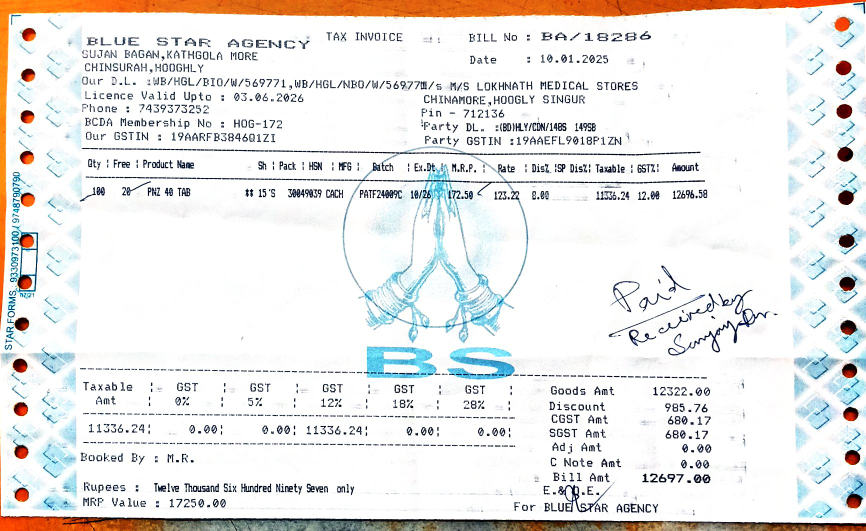 BLUE STAR AGENCY
TAX INVOICE
BILL No : BA/18286
SUJAN BAGAN,KATHGOLA MORE
Date : 10.01.2025
CHINSURAH,HOOGHLY
Our D.L. :WB/HGL/BIO/W/569771,WB/HGL/NBO/W/569771
M/s M/S LOKHNATH MEDICAL STORES
Licence Valid Upto : 03.06.2026
CHINAMORE,HOOGLY SINGUR
Phone : 7439373252
Pin - 712136
BCDA Membership No : HOG-172
Party DL. :(BD)HLY/CDN/148S 149SB
Our GSTIN : 19AARFB3846Q1ZI
Party GSTIN :19AAEFL9018P1ZN
Qty | Free | Product Name Sh | Pack | HSN | MFG | Batch | Ex.Dt. | M.R.P. | Rate | Dis% |SP Dis%| Taxable | GST% | Amount
100 20 PNZ 40 TAB ## 15'S 30049039 CACH PATF24009C 10/26 172.50 123.22 8.00 11336.24 12.00 12696.58
Paid
Received by
BS
Taxable Amt | GST 0% | GST 5% | GST 12% | GST 18% | GST 28%
11336.24| 0.00| 0.00| 11336.24| 0.00| 0.00|
Goods Amt 12322.00
Discount 985.76
CGST Amt 680.17
SGST Amt 680.17
Adj Amt 0.00
C Note Amt 0.00
Bill Amt 12697.00
Booked By : M.R.
Rupees : Twelve Thousand Six Hundred Ninety Seven only
E.&O.E.
MRP Value : 17250.00
For BLUE STAR AGENCY
STAR FORMS, 9330973100 / 9748790790